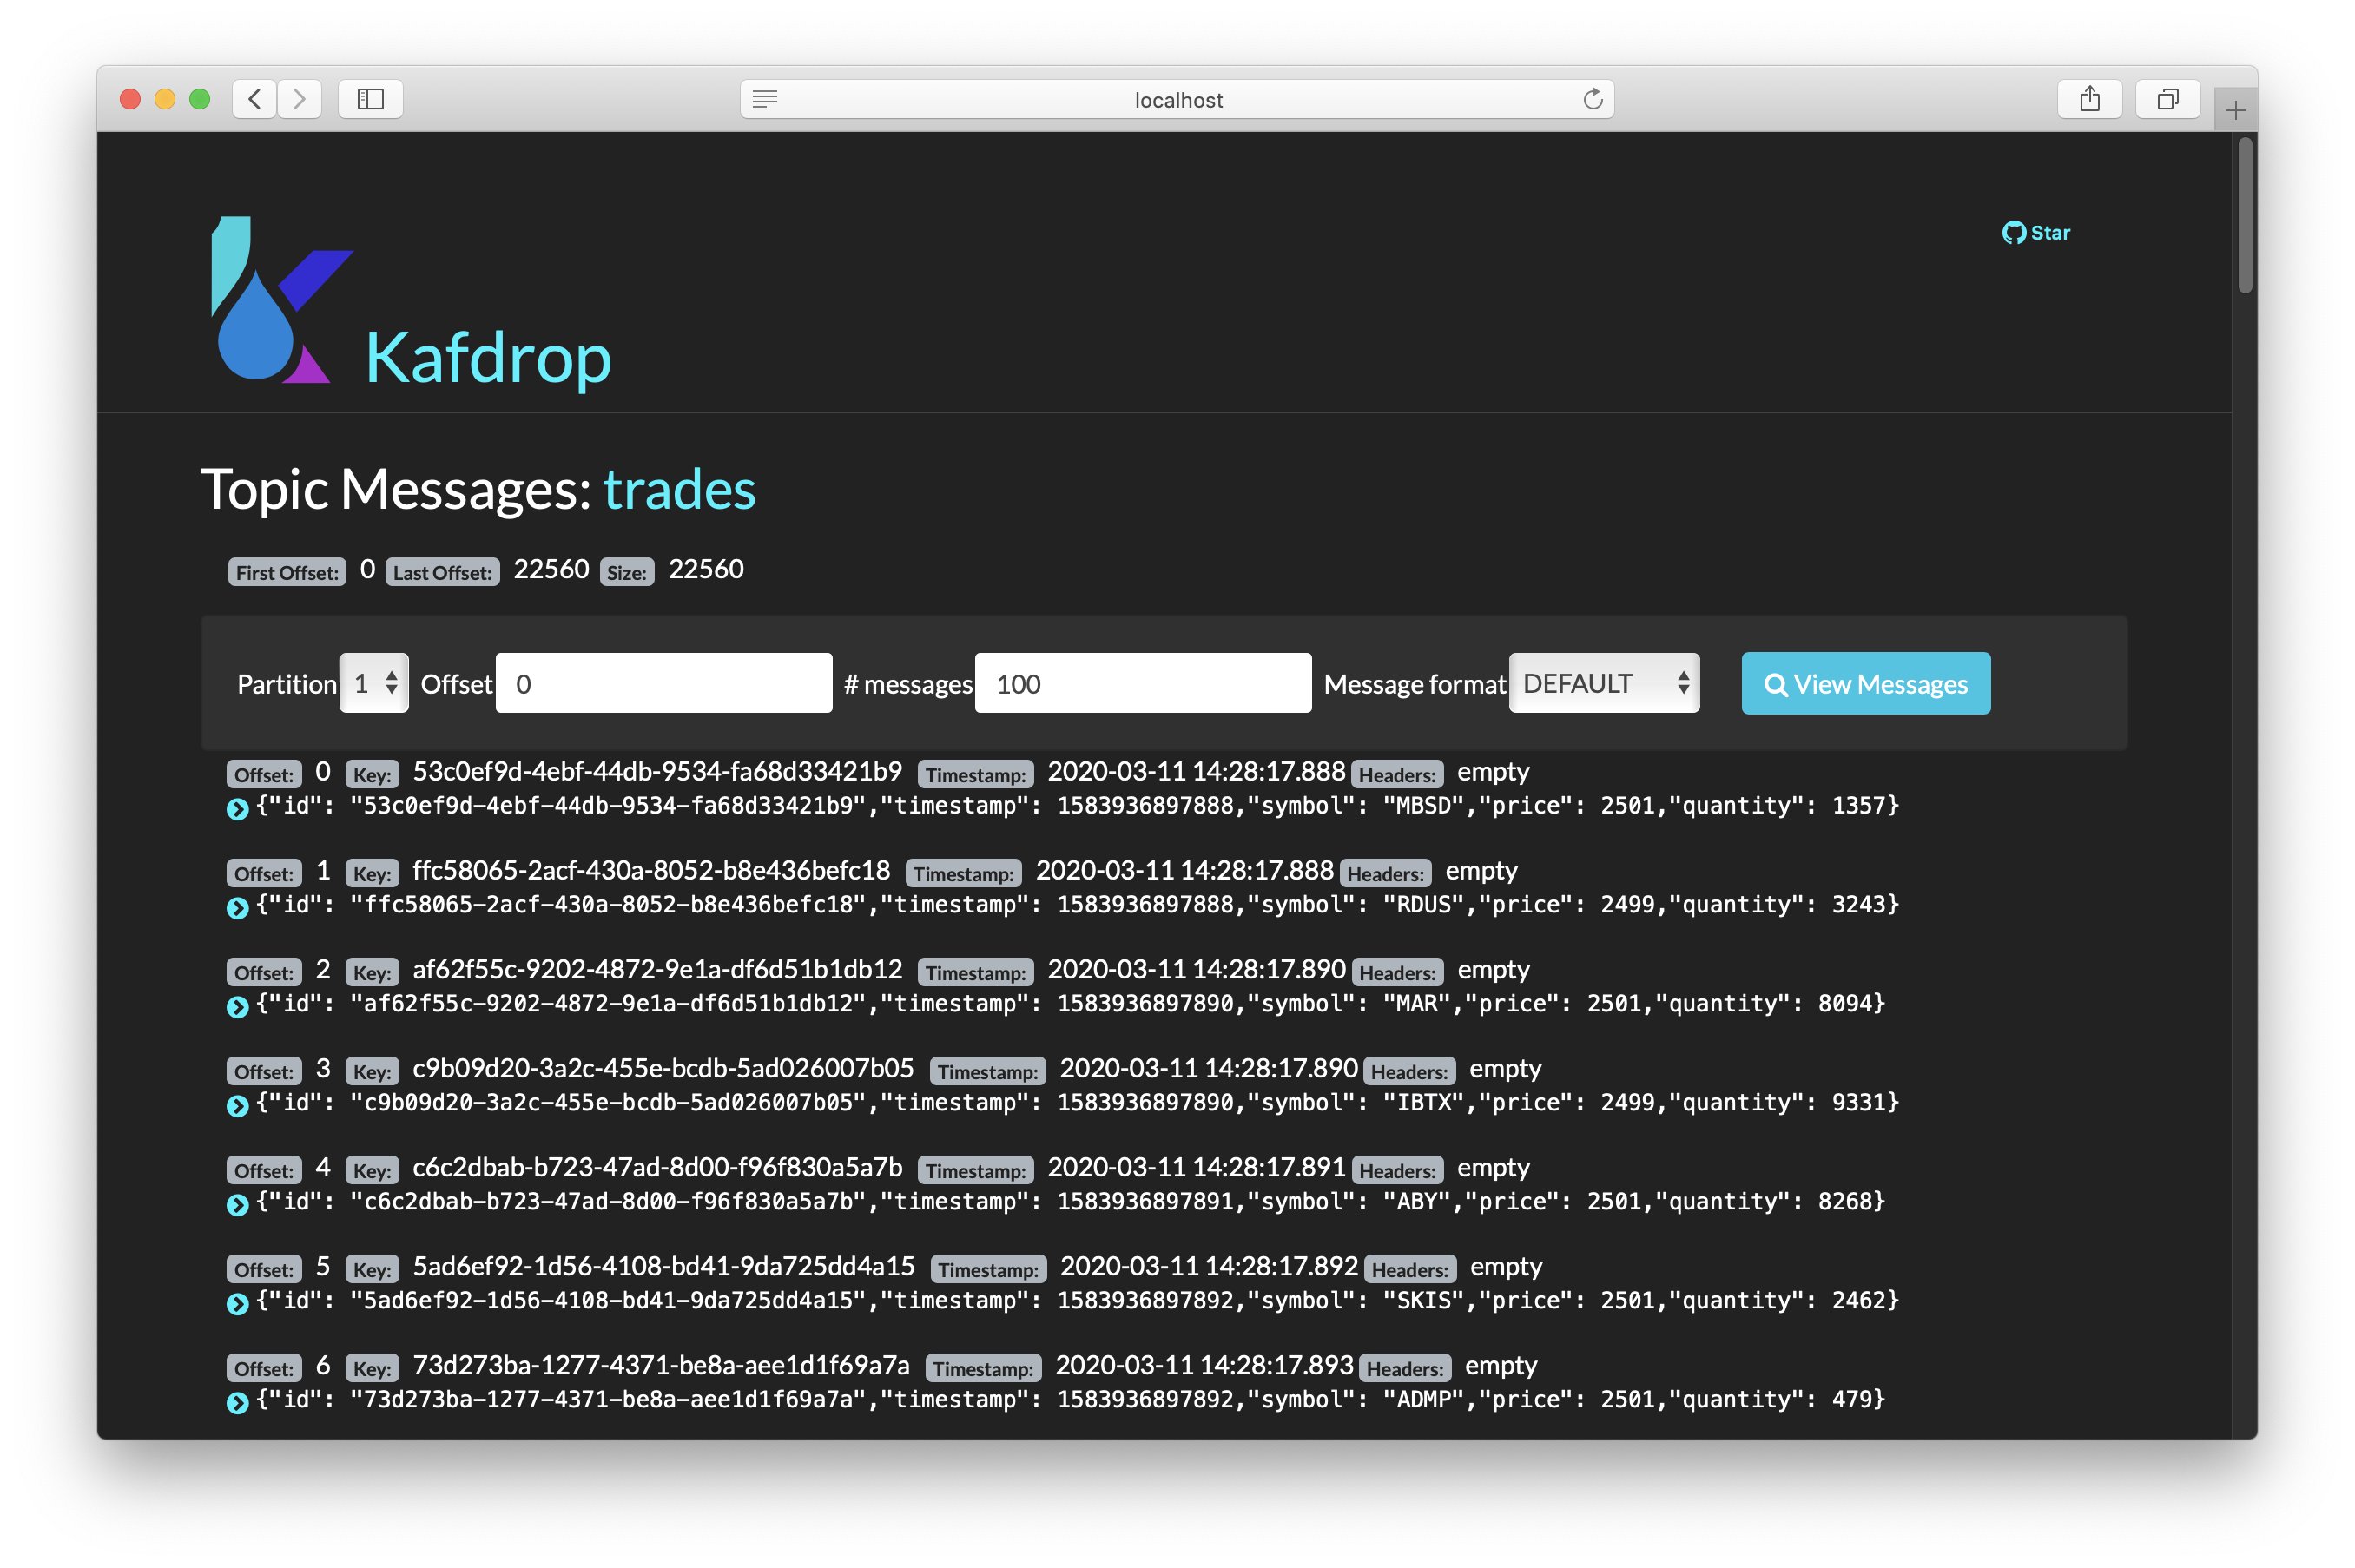 localhost
Star
Kafdrop
Topic Messages: trades
First Offset: 0 Last Offset: 22560 Size: 22560
Partition 1 Offset 0 # messages 100 Message format DEFAULT View Messages
Offset: 0 Key: 53c0ef9d-4ebf-44db-9534-fa68d33421b9 Timestamp: 2020-03-11 14:28:17.888 Headers: empty
{"id": "53c0ef9d-4ebf-44db-9534-fa68d33421b9","timestamp": 1583936897888,"symbol": "MBSD","price": 2501,"quantity": 1357}
Offset: 1 Key: ffc58065-2acf-430a-8052-b8e436befc18 Timestamp: 2020-03-11 14:28:17.888 Headers: empty
{"id": "ffc58065-2acf-430a-8052-b8e436befc18","timestamp": 1583936897888,"symbol": "RDUS","price": 2499,"quantity": 3243}
Offset: 2 Key: af62f55c-9202-4872-9e1a-df6d51b1db12 Timestamp: 2020-03-11 14:28:17.890 Headers: empty
{"id": "af62f55c-9202-4872-9e1a-df6d51b1db12","timestamp": 1583936897890,"symbol": "MAR","price": 2501,"quantity": 8094}
Offset: 3 Key: c9b09d20-3a2c-455e-bcdb-5ad026007b05 Timestamp: 2020-03-11 14:28:17.890 Headers: empty
{"id": "c9b09d20-3a2c-455e-bcdb-5ad026007b05","timestamp": 1583936897890,"symbol": "IBTX","price": 2499,"quantity": 9331}
Offset: 4 Key: c6c2dbab-b723-47ad-8d00-f96f830a5a7b Timestamp: 2020-03-11 14:28:17.891 Headers: empty
{"id": "c6c2dbab-b723-47ad-8d00-f96f830a5a7b","timestamp": 1583936897891,"symbol": "ABY","price": 2501,"quantity": 8268}
Offset: 5 Key: 5ad6ef92-1d56-4108-bd41-9da725dd4a15 Timestamp: 2020-03-11 14:28:17.892 Headers: empty
{"id": "5ad6ef92-1d56-4108-bd41-9da725dd4a15","timestamp": 1583936897892,"symbol": "SKIS","price": 2501,"quantity": 2462}
Offset: 6 Key: 73d273ba-1277-4371-be8a-aee1d1f69a7a Timestamp: 2020-03-11 14:28:17.893 Headers: empty
{"id": "73d273ba-1277-4371-be8a-aee1d1f69a7a","timestamp": 1583936897892,"symbol": "ADMP","price": 2501,"quantity": 479}